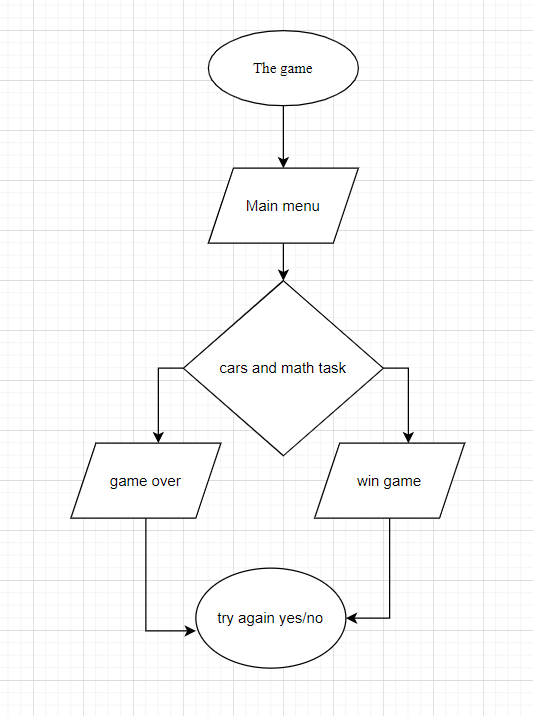 The game
Main menu
cars and math task
game over
win game
try again yes/no